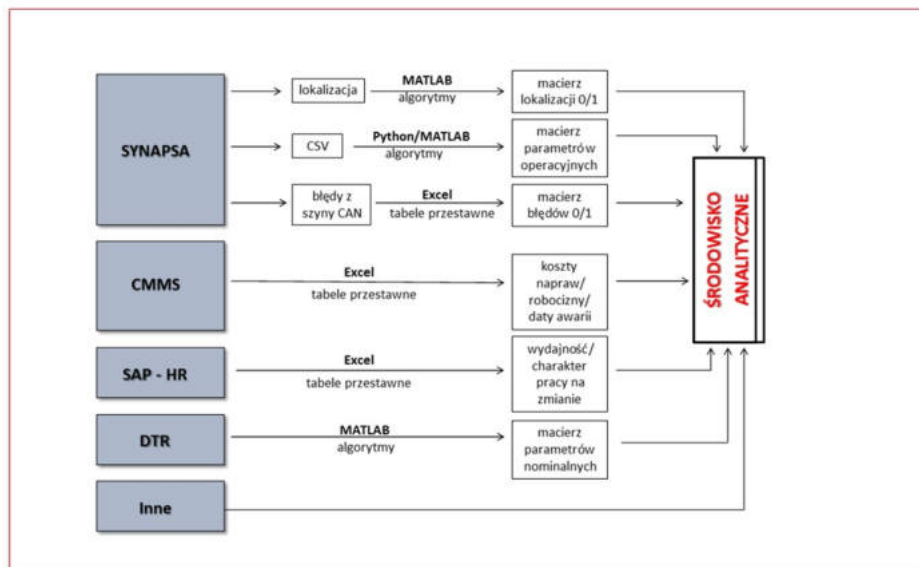 SYNAPSA
lokalizacja
MATLAB
algorytmy
macierz
lokalizacji 0/1
CSV
Python/MATLAB
algorytmy
macierz
parametrów
operacyjnych
błędy z
szyny CAN
Excel
tabele przestawne
macierz
błędów 0/1
CMMS
Excel
tabele przestawne
koszty
napraw/
robocizny/
daty awarii
SAP - HR
Excel
tabele przestawne
wydajność/
charakter
pracy na
zmianie
DTR
MATLAB
algorytmy
macierz
parametrów
nominalnych
Inne
ŚRODOWISKO
ANALITYCZNE